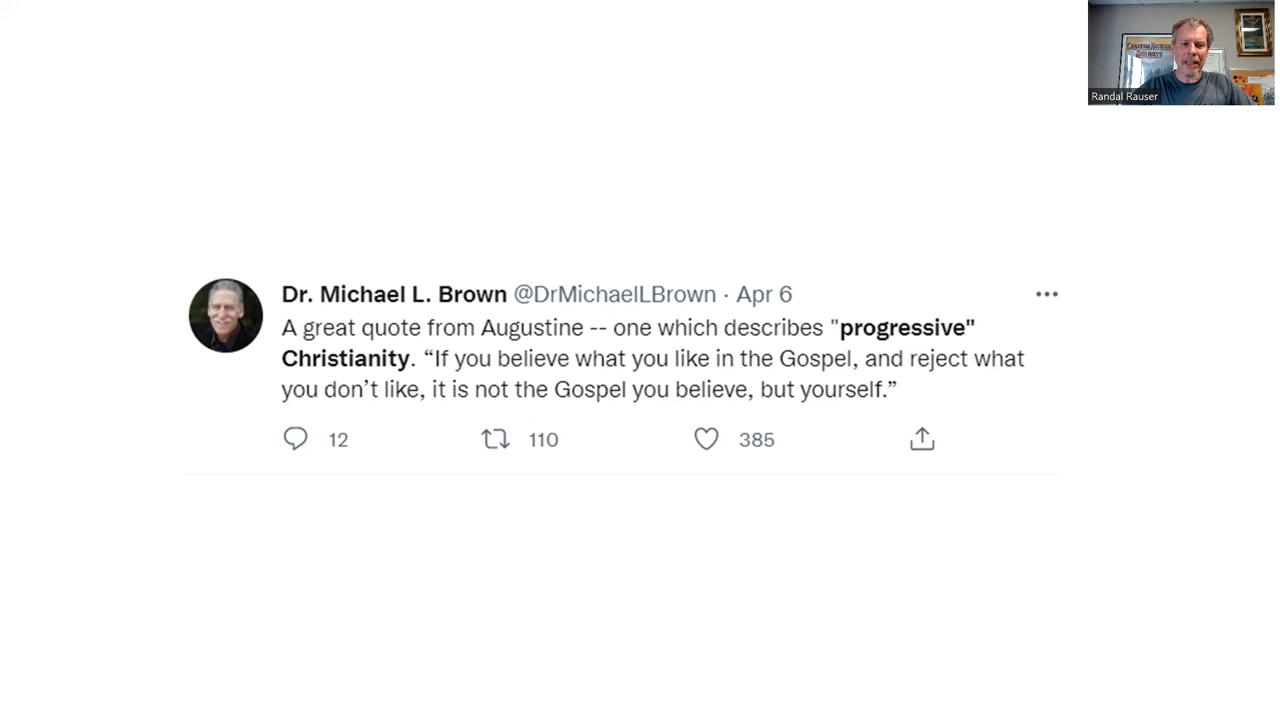 Randal Rauser
Dr. Michael L. Brown @DrMichaelLBrown · Apr 6
A great quote from Augustine -- one which describes "progressive"
Christianity. “If you believe what you like in the Gospel, and reject what
you don’t like, it is not the Gospel you believe, but yourself.”
12 110 385